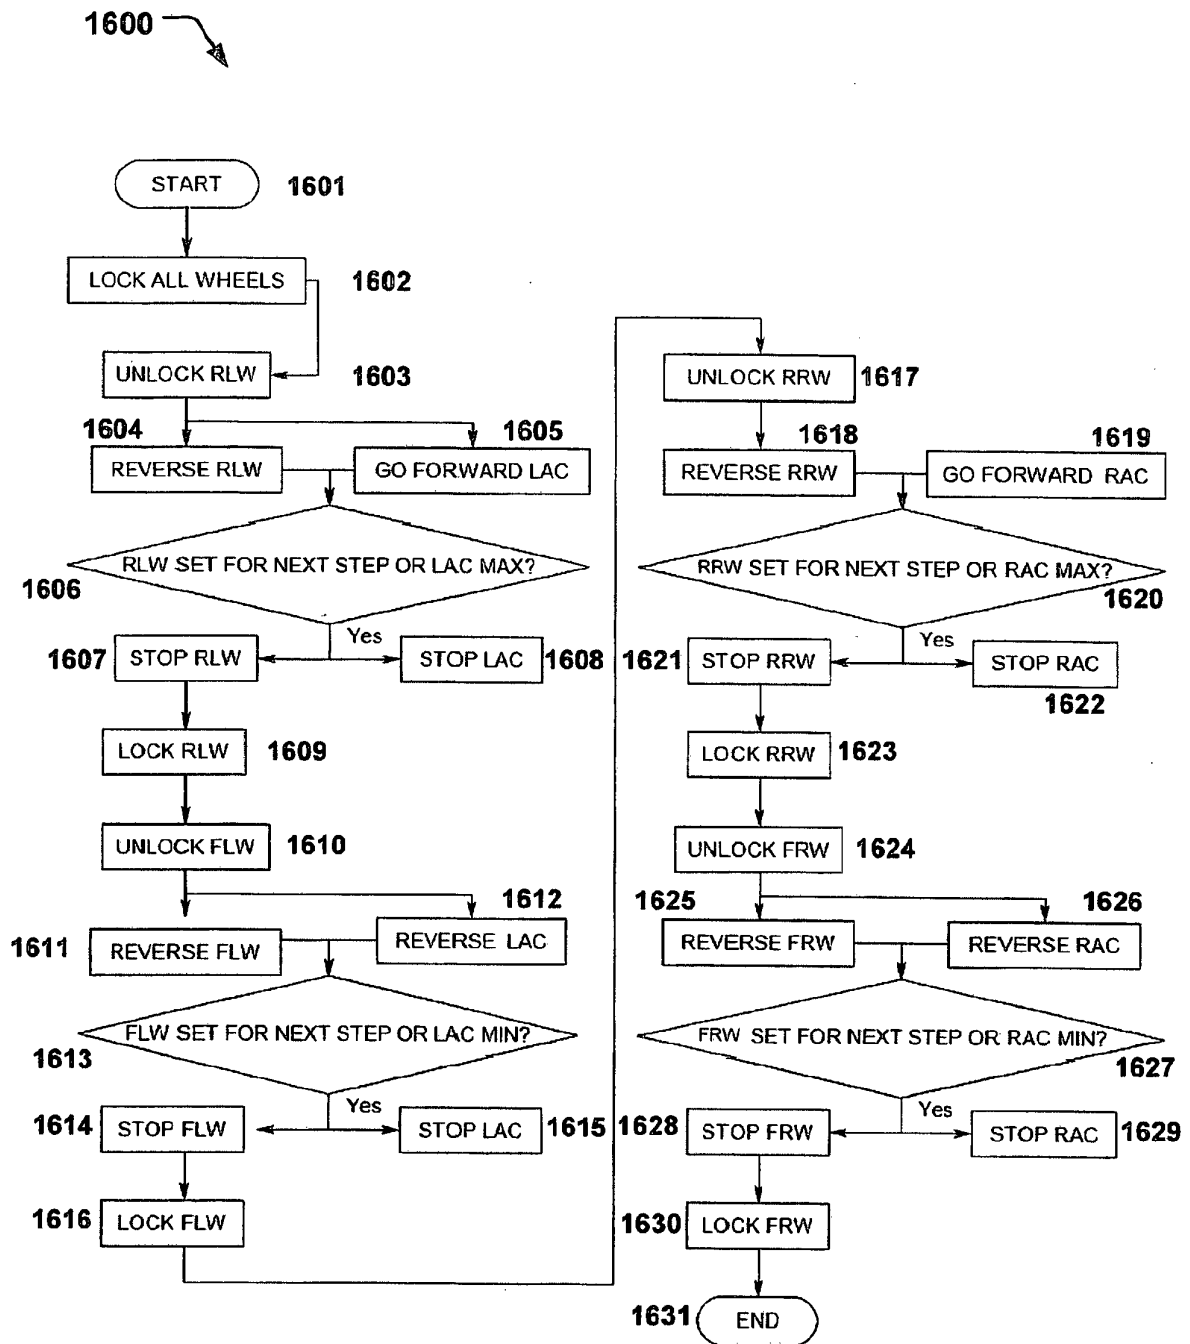 1600
START
1601
LOCK ALL WHEELS
1602
UNLOCK RLW
1603
1604
1605
REVERSE RLW
GO FORWARD LAC
RLW SET FOR NEXT STEP OR LAC MAX?
1606
Yes
1607
STOP RLW
STOP LAC
1608
LOCK RLW
1609
UNLOCK FLW
1610
1612
1611
REVERSE FLW
REVERSE LAC
FLW SET FOR NEXT STEP OR LAC MIN?
1613
Yes
1614
STOP FLW
STOP LAC
1615
1616
LOCK FLW
UNLOCK RRW
1617
1618
1619
REVERSE RRW
GO FORWARD RAC
RRW SET FOR NEXT STEP OR RAC MAX?
1620
Yes
1621
STOP RRW
STOP RAC
1622
LOCK RRW
1623
UNLOCK FRW
1624
1625
1626
REVERSE FRW
REVERSE RAC
FRW SET FOR NEXT STEP OR RAC MIN?
1627
Yes
1628
STOP FRW
STOP RAC
1629
1630
LOCK FRW
1631
END